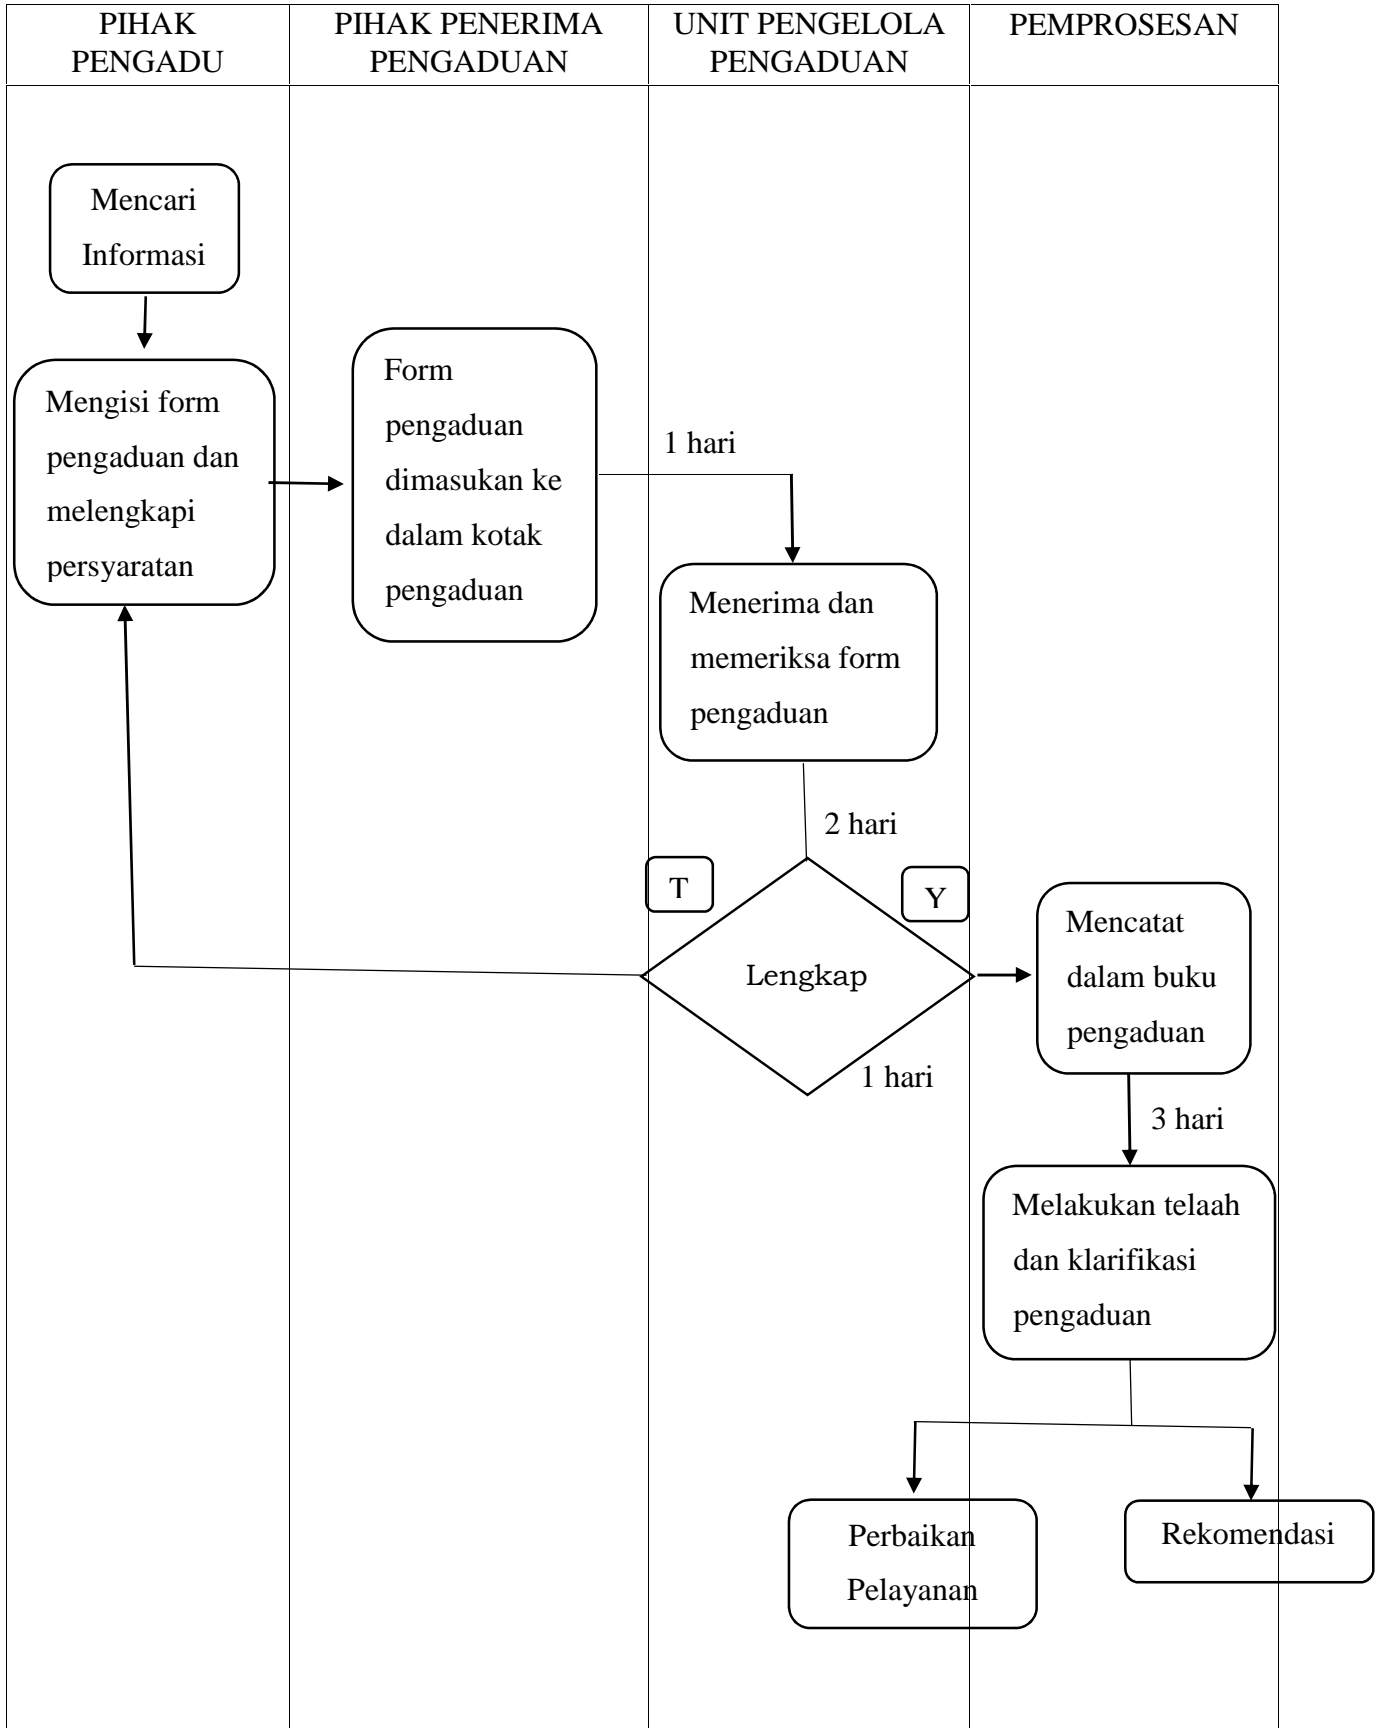 PIHAK
PENGADU
PIHAK PENERIMA
PENGADUAN
UNIT PENGELOLA
PENGADUAN
PEMPROSESAN
Mencari
Informasi
Mengisi form
pengaduan dan
melengkapi
persyaratan
Form
pengaduan
dimasukan ke
dalam kotak
pengaduan
1 hari
Menerima dan
memeriksa form
pengaduan
2 hari
T
Y
Lengkap
1 hari
Mencatat
dalam buku
pengaduan
3 hari
Melakukan telaah
dan klarifikasi
pengaduan
Perbaikan
Pelayanan
Rekomendasi